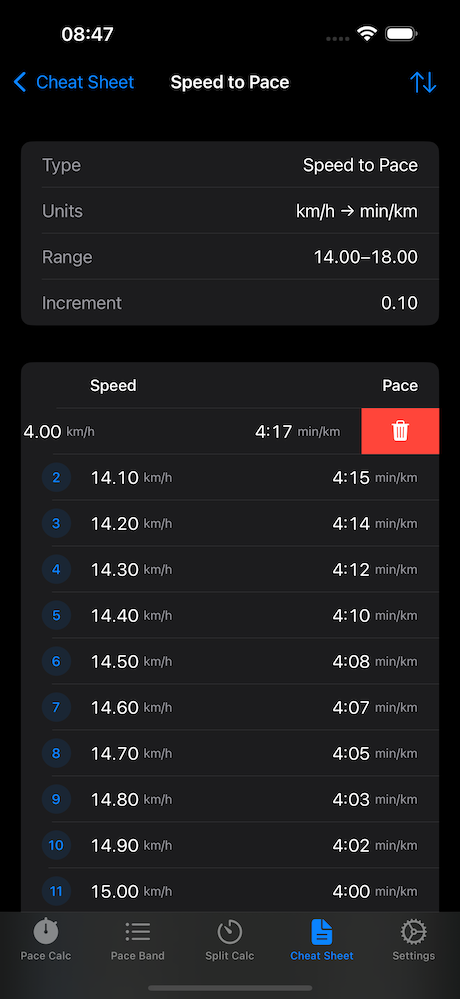 08:47
Cheat Sheet Speed to Pace
Type Speed to Pace
Units km/h → min/km
Range 14.00–18.00
Increment 0.10
Speed Pace
4.00 km/h 4:17 min/km
2 14.10 km/h 4:15 min/km
3 14.20 km/h 4:14 min/km
4 14.30 km/h 4:12 min/km
5 14.40 km/h 4:10 min/km
6 14.50 km/h 4:08 min/km
7 14.60 km/h 4:07 min/km
8 14.70 km/h 4:05 min/km
9 14.80 km/h 4:03 min/km
10 14.90 km/h 4:02 min/km
11 15.00 km/h 4:00 min/km
Pace Calc Pace Band Split Calc Cheat Sheet Settings